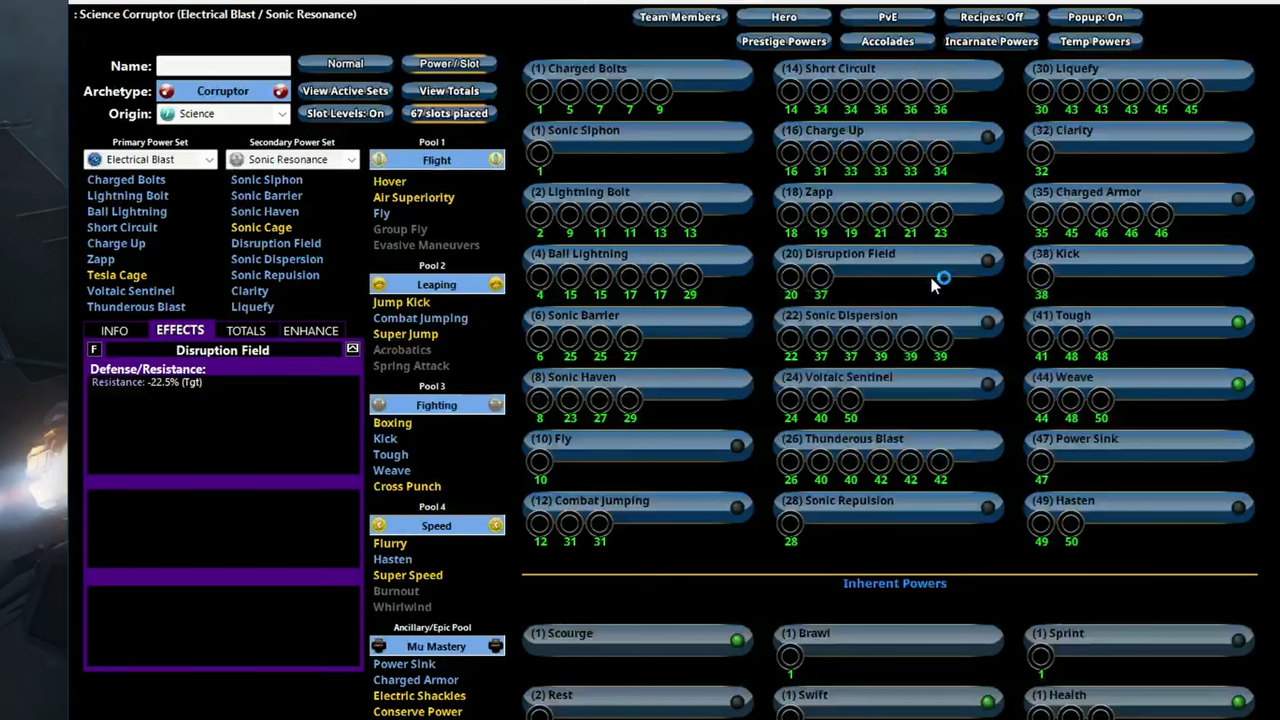 : Science Corruptor (Electrical Blast / Sonic Resonance)
Team Members
Hero
PvE
Recipes: Off
Popup: On
Prestige Powers
Accolades
Incarnate Powers
Temp Powers
Name:
Normal
Power / Slot
Archetype:
Corruptor
View Active Sets
View Totals
Origin:
Science
Slot Levels: On
67 slots placed
Primary Power Set
Secondary Power Set
Electrical Blast
Sonic Resonance
Charged Bolts
Lightning Bolt
Ball Lightning
Short Circuit
Charge Up
Zapp
Tesla Cage
Voltaic Sentinel
Thunderous Blast
Sonic Siphon
Sonic Barrier
Sonic Haven
Sonic Cage
Disruption Field
Sonic Dispersion
Sonic Repulsion
Clarity
Liquefy
INFO
EFFECTS
TOTALS
ENHANCE
F
Disruption Field
Defense/Resistance:
Resistance: -22.5% (Tgt)
Pool 1
Flight
Hover
Air Superiority
Fly
Group Fly
Evasive Maneuvers
Pool 2
Leaping
Jump Kick
Combat Jumping
Super Jump
Acrobatics
Spring Attack
Pool 3
Fighting
Boxing
Kick
Tough
Weave
Cross Punch
Pool 4
Speed
Flurry
Hasten
Super Speed
Burnout
Whirlwind
Ancillary/Epic Pool
Mu Mastery
Power Sink
Charged Armor
Electric Shackles
Conserve Power
(1) Charged Bolts
1 5 7 7 9
(1) Sonic Siphon
1
(2) Lightning Bolt
2 9 11 11 13 13
(4) Ball Lightning
4 15 15 17 17 29
(6) Sonic Barrier
6 25 25 27
(8) Sonic Haven
8 23 27 29
(10) Fly
10
(12) Combat Jumping
12 31 31
(14) Short Circuit
14 34 34 36 36 36
(16) Charge Up
16 31 33 33 33 34
(18) Zapp
18 19 19 21 21 23
(20) Disruption Field
20 37
(22) Sonic Dispersion
22 37 37 39 39 39
(24) Voltaic Sentinel
24 40 50
(26) Thunderous Blast
26 40 40 42 42 42
(28) Sonic Repulsion
28
(30) Liquefy
30 43 43 43 45 45
(32) Clarity
32
(35) Charged Armor
35 45 46 46 46
(38) Kick
38
(41) Tough
41 48 48
(44) Weave
44 48 50
(47) Power Sink
47
(49) Hasten
49 50
Inherent Powers
(1) Scourge
(1) Brawl
1
(1) Sprint
1
(2) Rest
(1) Swift
(1) Health